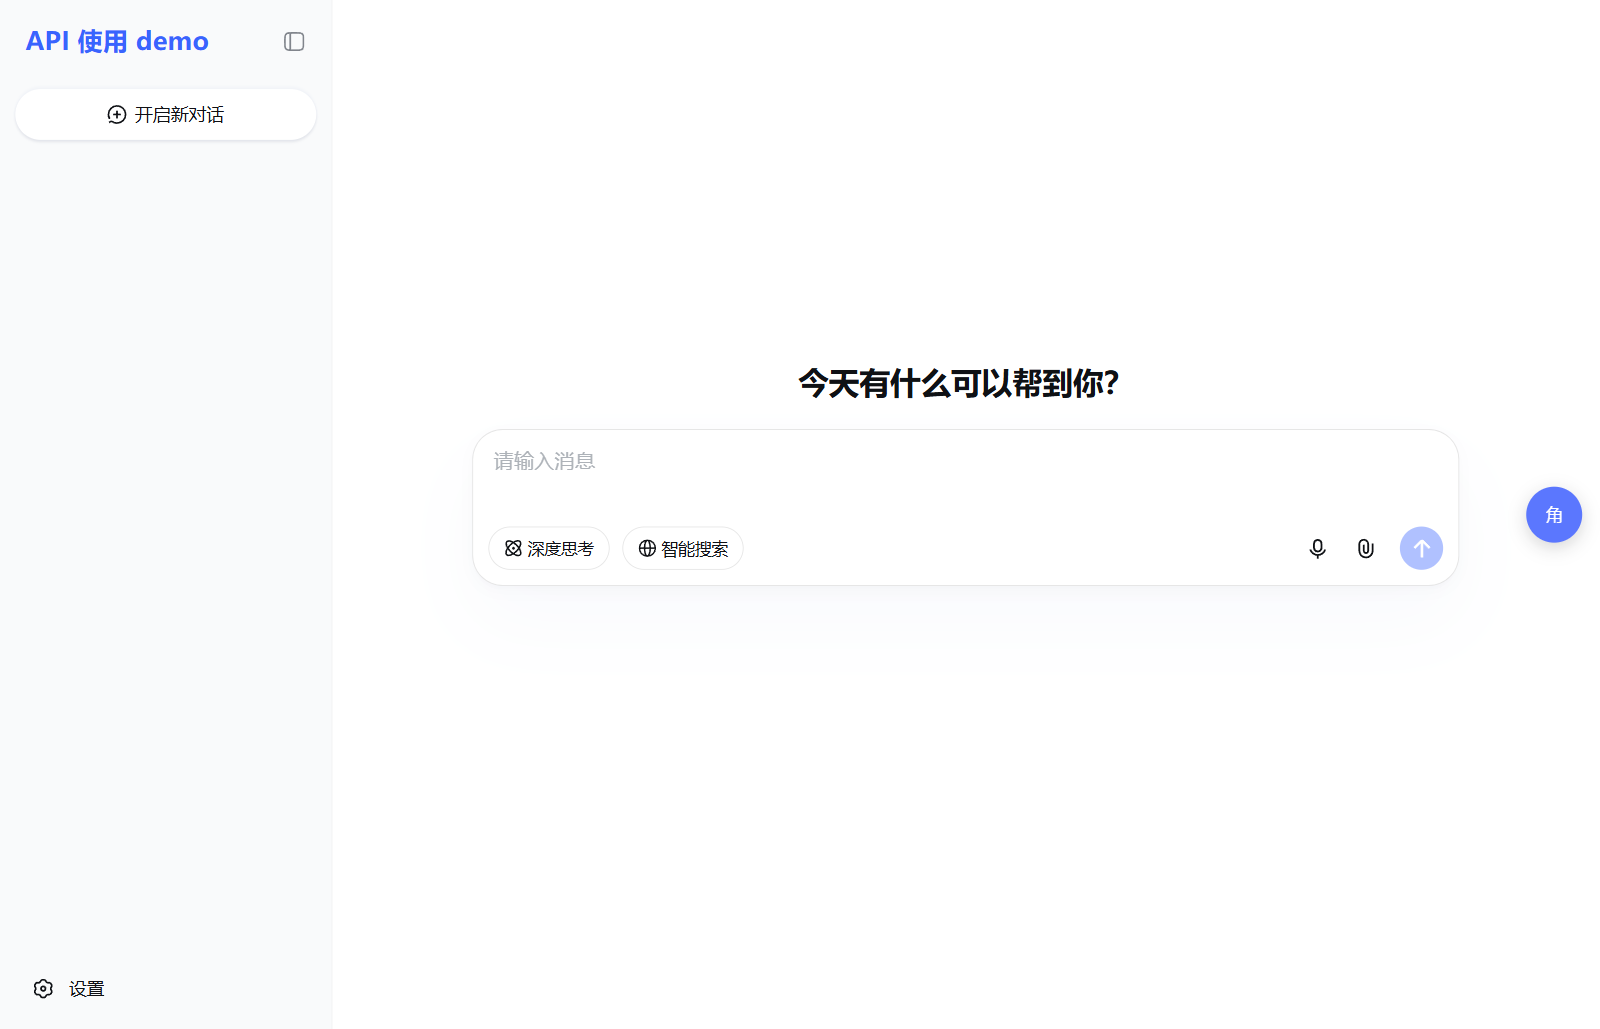 API 使用 demo
开启新对话
今天有什么可以帮到你？
请输入消息
深度思考
智能搜索
角
设置